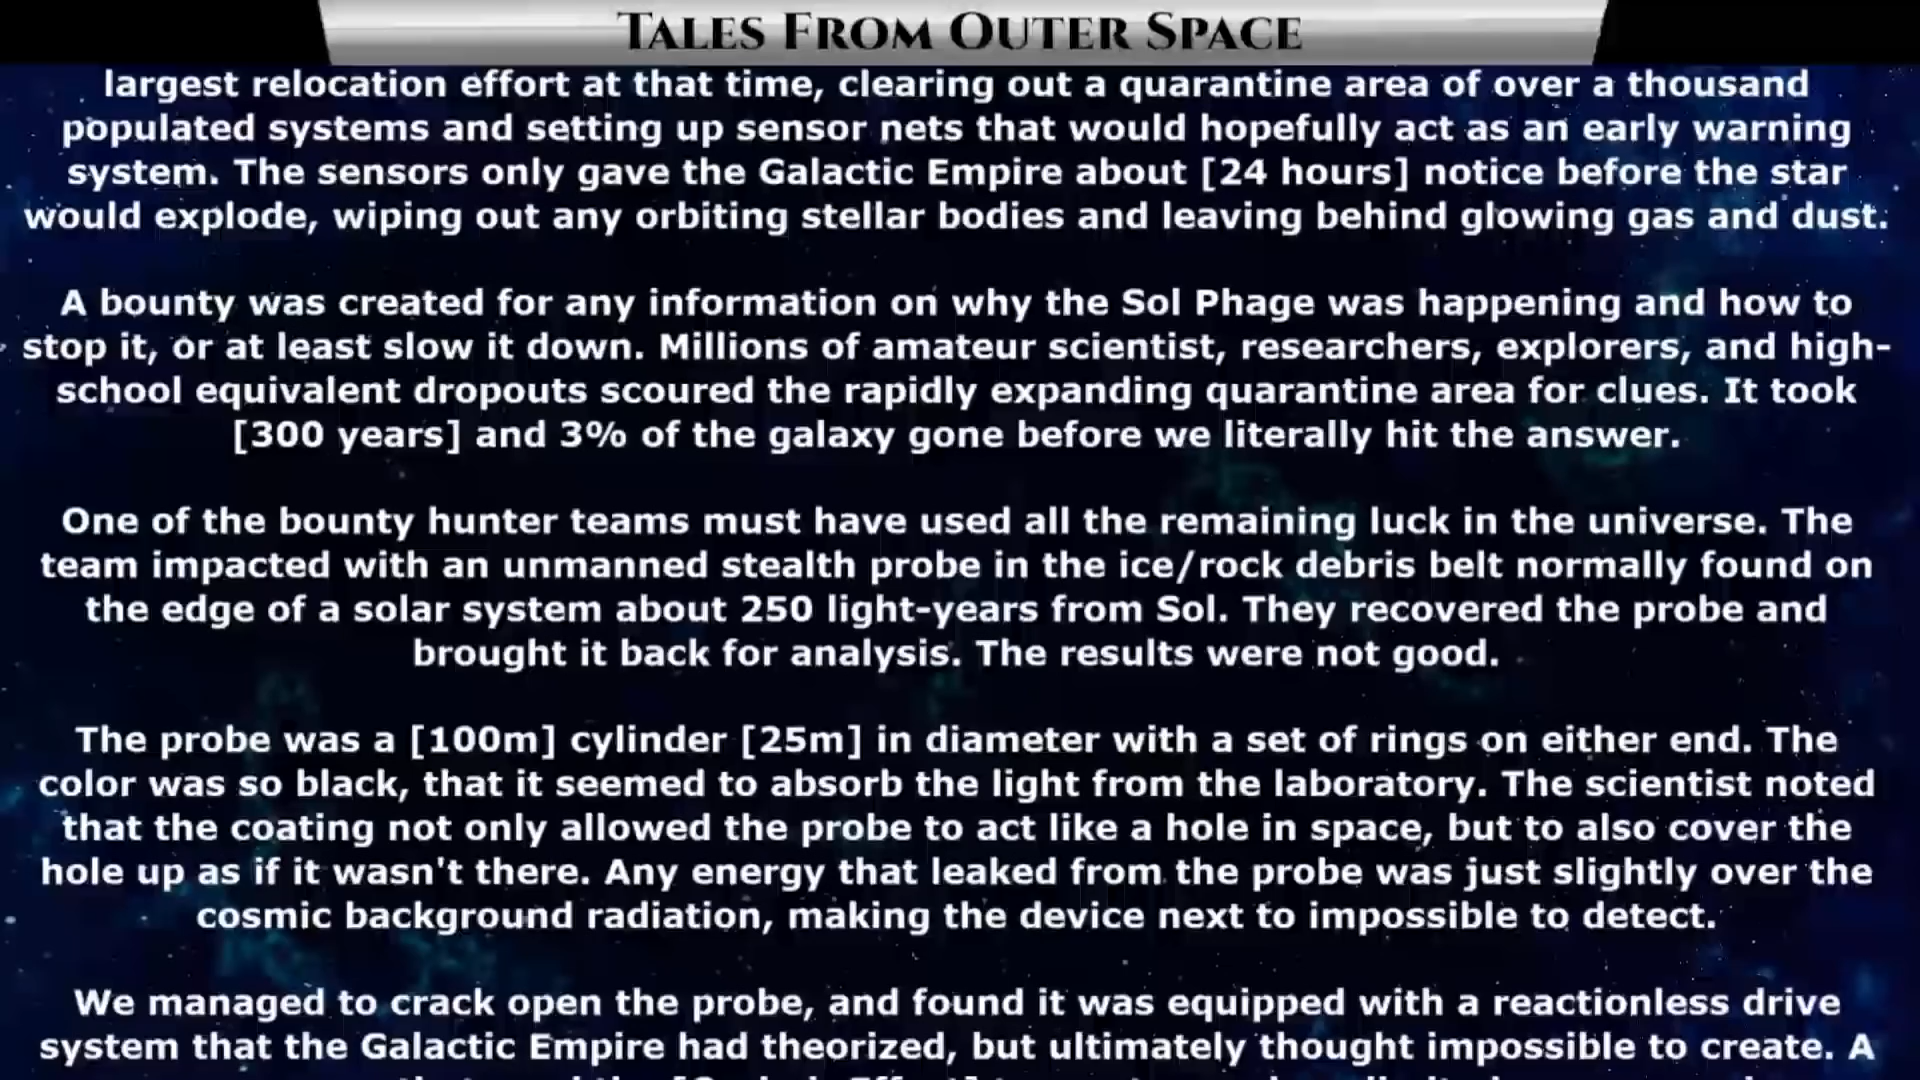 Tales From Outer Space
largest relocation effort at that time, clearing out a quarantine area of over a thousand
populated systems and setting up sensor nets that would hopefully act as an early warning
system. The sensors only gave the Galactic Empire about [24 hours] notice before the star
would explode, wiping out any orbiting stellar bodies and leaving behind glowing gas and dust.
A bounty was created for any information on why the Sol Phage was happening and how to
stop it, or at least slow it down. Millions of amateur scientist, researchers, explorers, and high-
school equivalent dropouts scoured the rapidly expanding quarantine area for clues. It took
[300 years] and 3% of the galaxy gone before we literally hit the answer.
One of the bounty hunter teams must have used all the remaining luck in the universe. The
team impacted with an unmanned stealth probe in the ice/rock debris belt normally found on
the edge of a solar system about 250 light-years from Sol. They recovered the probe and
brought it back for analysis. The results were not good.
The probe was a [100m] cylinder [25m] in diameter with a set of rings on either end. The
color was so black, that it seemed to absorb the light from the laboratory. The scientist noted
that the coating not only allowed the probe to act like a hole in space, but to also cover the
hole up as if it wasn't there. Any energy that leaked from the probe was just slightly over the
cosmic background radiation, making the device next to impossible to detect.
We managed to crack open the probe, and found it was equipped with a reactionless drive
system that the Galactic Empire had theorized, but ultimately thought impossible to create. A